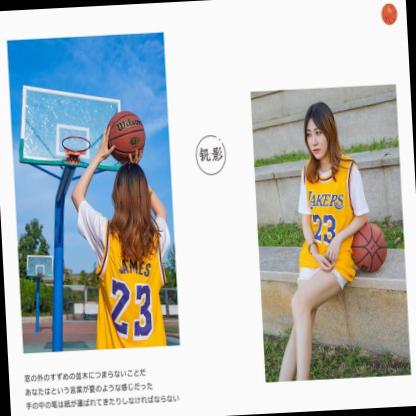 Wilson
JAMES
23
锐影
LAKERS
23
窓の外のすずめの並木につまらないことだ
あなたはという言葉が夏のような感じだった
手の中の竜は紙が運ばれてきたりしなければならない